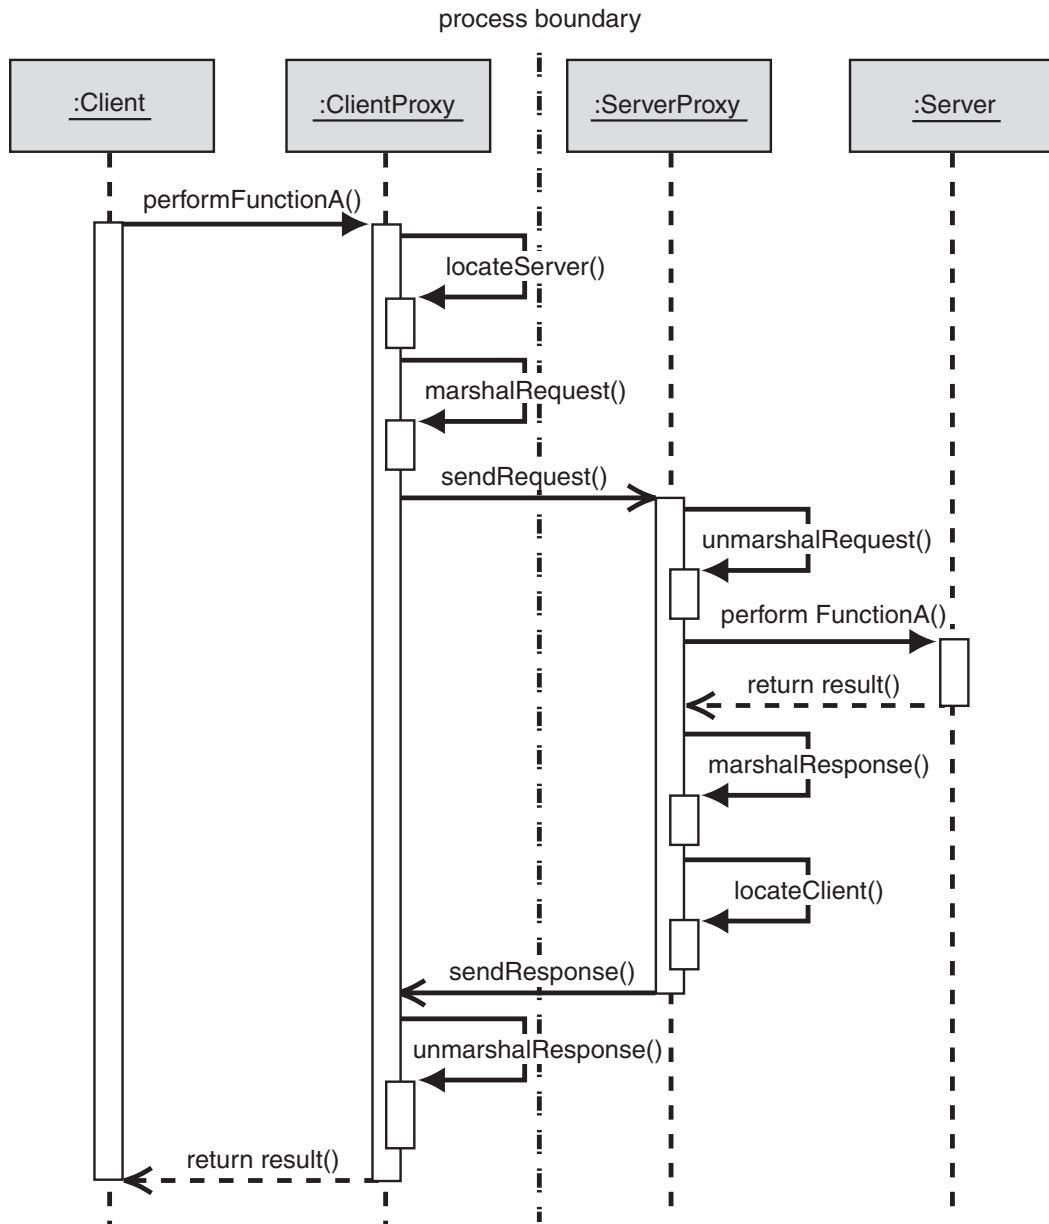 process boundary
:Client
:ClientProxy
:ServerProxy
:Server
performFunctionA()
locateServer()
marshalRequest()
sendRequest()
unmarshalRequest()
perform FunctionA()
return result()
marshalResponse()
locateClient()
sendResponse()
unmarshalResponse()
return result()